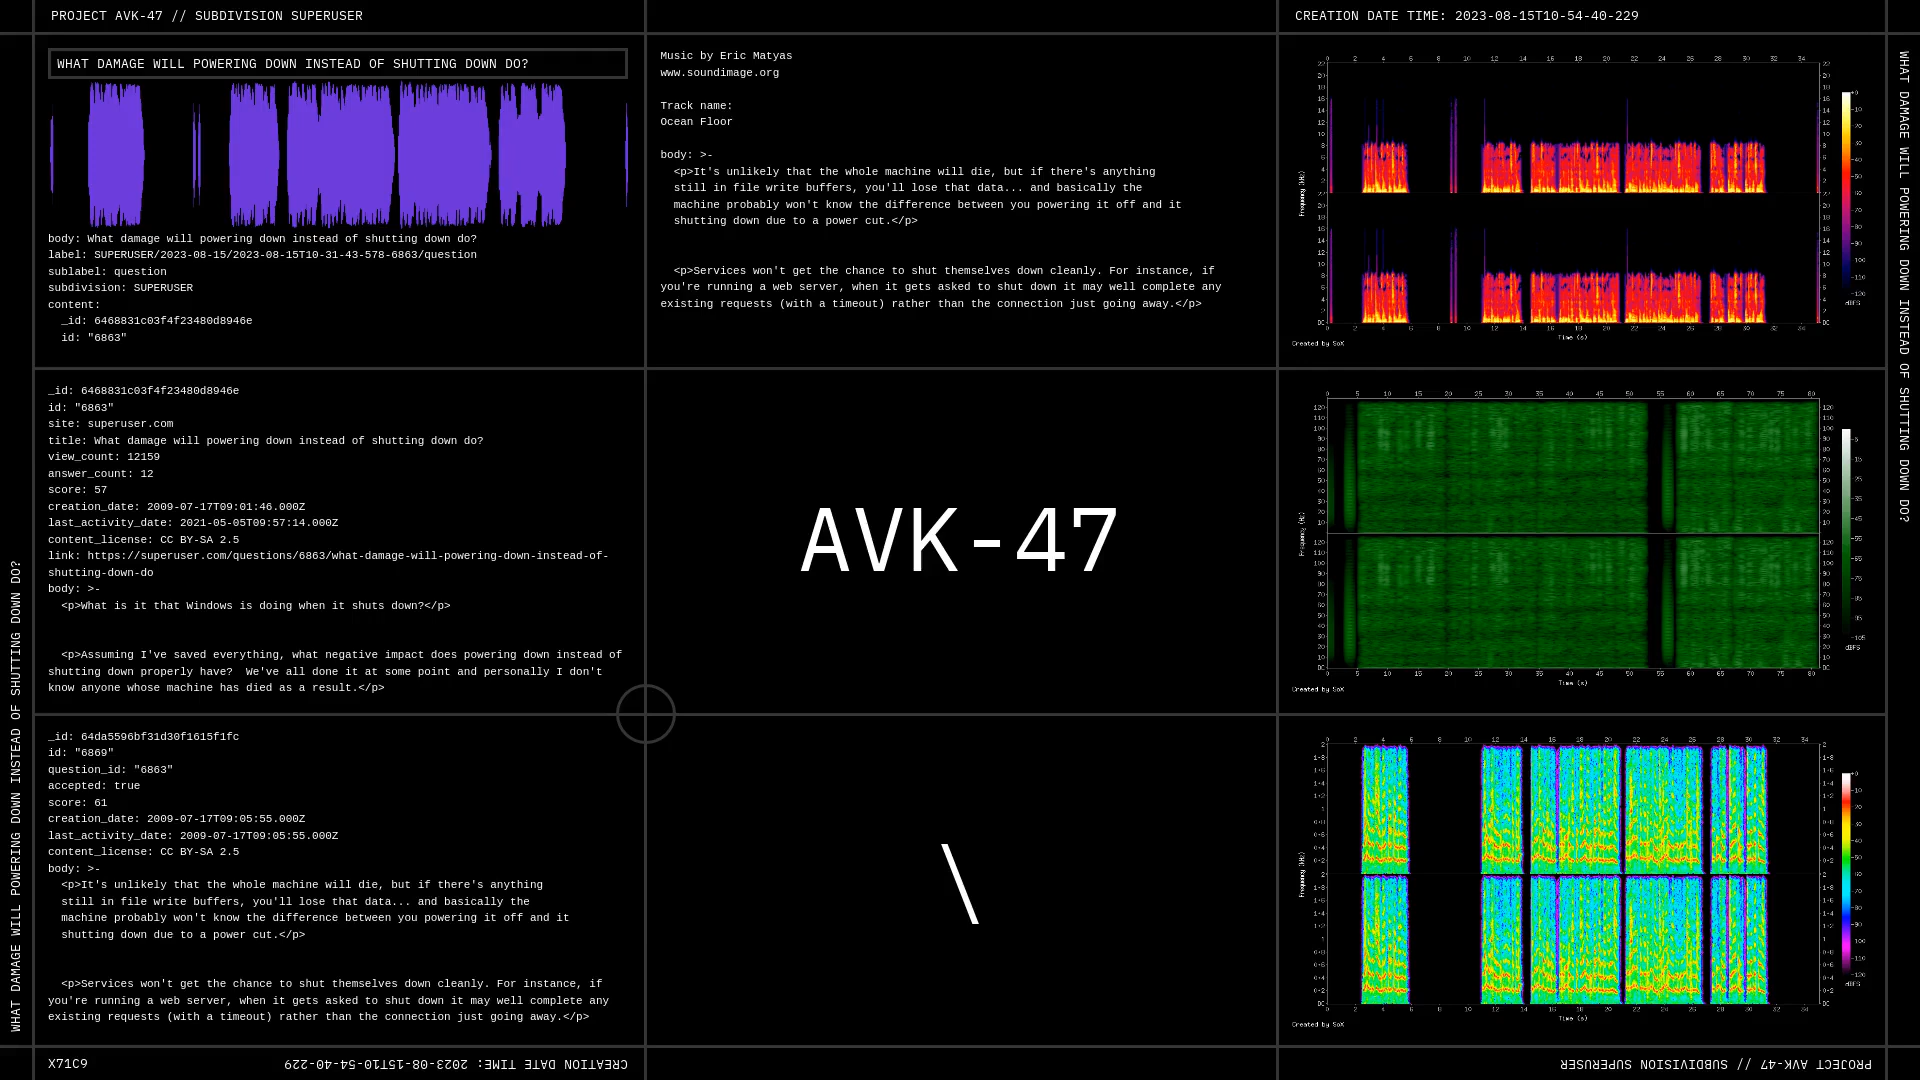 PROJECT AVK-47 // SUBDIVISION SUPERUSER
CREATION DATE TIME: 2023-08-15T10-54-40-229
WHAT DAMAGE WILL POWERING DOWN INSTEAD OF SHUTTING DOWN DO?
body: What damage will powering down instead of shutting down do?
label: SUPERUSER/2023-08-15/2023-08-15T10-31-43-578-6863/question
sublabel: question
subdivision: SUPERUSER
content:
_id: 6468831c03f4f23480d8946e
id: "6863"
Music by Eric Matyas
www.soundimage.org
Track name:
Ocean Floor
body: >-
<p>It's unlikely that the whole machine will die, but if there's anything
still in file write buffers, you'll lose that data... and basically the
machine probably won't know the difference between you powering it off and it
shutting down due to a power cut.</p>
<p>Services won't get the chance to shut themselves down cleanly. For instance, if
you're running a web server, when it gets asked to shut down it may well complete any
existing requests (with a timeout) rather than the connection just going away.</p>
Frequency (kHz)
Time (s)
dBFS
Created by SoX
_id: 6468831c03f4f23480d8946e
id: "6863"
site: superuser.com
title: What damage will powering down instead of shutting down do?
view_count: 12159
answer_count: 12
score: 57
creation_date: 2009-07-17T09:01:46.000Z
last_activity_date: 2021-05-05T09:57:14.000Z
content_license: CC BY-SA 2.5
link: https://superuser.com/questions/6863/what-damage-will-powering-down-instead-of-
shutting-down-do
body: >-
<p>What is it that Windows is doing when it shuts down?</p>
<p>Assuming I've saved everything, what negative impact does powering down instead of
shutting down properly have?  We've all done it at some point and personally I don't
know anyone whose machine has died as a result.</p>
AVK-47
Frequency (Hz)
Time (s)
dBFS
Created by SoX
_id: 64da5596bf31d30f1615f1fc
id: "6869"
question_id: "6863"
accepted: true
score: 61
creation_date: 2009-07-17T09:05:55.000Z
last_activity_date: 2009-07-17T09:05:55.000Z
content_license: CC BY-SA 2.5
body: >-
<p>It's unlikely that the whole machine will die, but if there's anything
still in file write buffers, you'll lose that data... and basically the
machine probably won't know the difference between you powering it off and it
shutting down due to a power cut.</p>
<p>Services won't get the chance to shut themselves down cleanly. For instance, if
you're running a web server, when it gets asked to shut down it may well complete any
existing requests (with a timeout) rather than the connection just going away.</p>
\
Frequency (kHz)
Time (s)
dBFS
Created by SoX
WHAT DAMAGE WILL POWERING DOWN INSTEAD OF SHUTTING DOWN DO?
WHAT DAMAGE WILL POWERING DOWN INSTEAD OF SHUTTING DOWN DO?
X71C9
CREATION DATE TIME: 2023-08-15T10-54-40-229
PROJECT AVK-47 // SUBDIVISION SUPERUSER